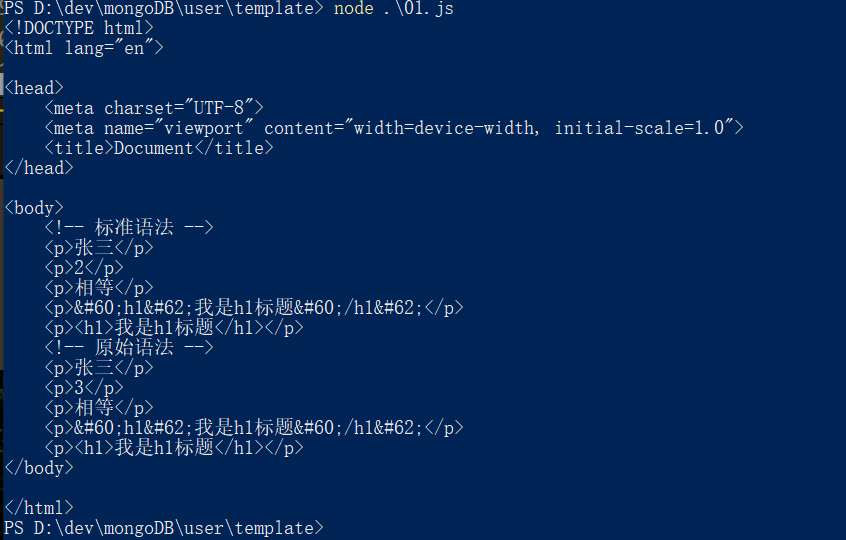 PS D:\dev\mongoDB\user\template> node .\01.js
<!DOCTYPE html>
<html lang="en">
<head>
    <meta charset="UTF-8">
    <meta name="viewport" content="width=device-width, initial-scale=1.0">
    <title>Document</title>
</head>
<body>
    <!-- 标准语法 -->
    <p>张三</p>
    <p>2</p>
    <p>相等</p>
    <p>&#60;h1&#62;我是h1标题&#60;/h1&#62;</p>
    <p><h1>我是h1标题</h1></p>
    <!-- 原始语法 -->
    <p>张三</p>
    <p>3</p>
    <p>相等</p>
    <p>&#60;h1&#62;我是h1标题&#60;/h1&#62;</p>
    <p><h1>我是h1标题</h1></p>
</body>
</html>
PS D:\dev\mongoDB\user\template>